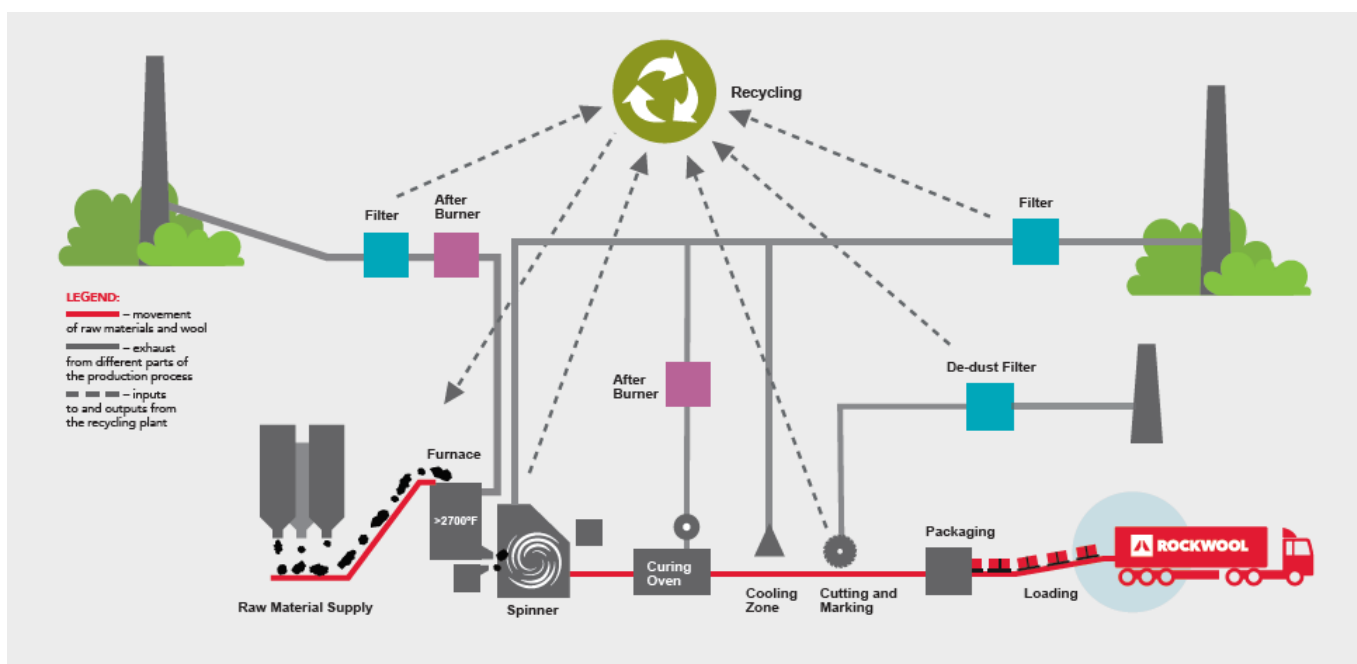 Recycling
After
Burner
Filter
Filter
LEGEND:
– movement
of raw materials and wool
– exhaust
from different parts of
the production process
– inputs
to and outputs from
the recycling plant
After
Burner
De-dust Filter
Furnace
>2700°F
Packaging
ROCKWOOL
Curing
Oven
Raw Material Supply
Spinner
Cooling
Zone
Cutting and
Marking
Loading